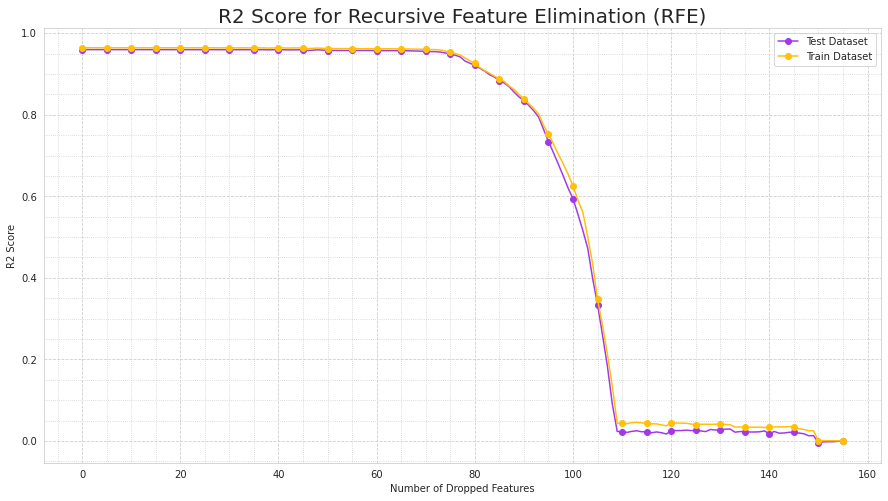 R2 Score for Recursive Feature Elimination (RFE)
Test Dataset
Train Dataset
R2 Score
1.0
0.8
0.6
0.4
0.2
0.0
0 20 40 60 80 100 120 140 160
Number of Dropped Features